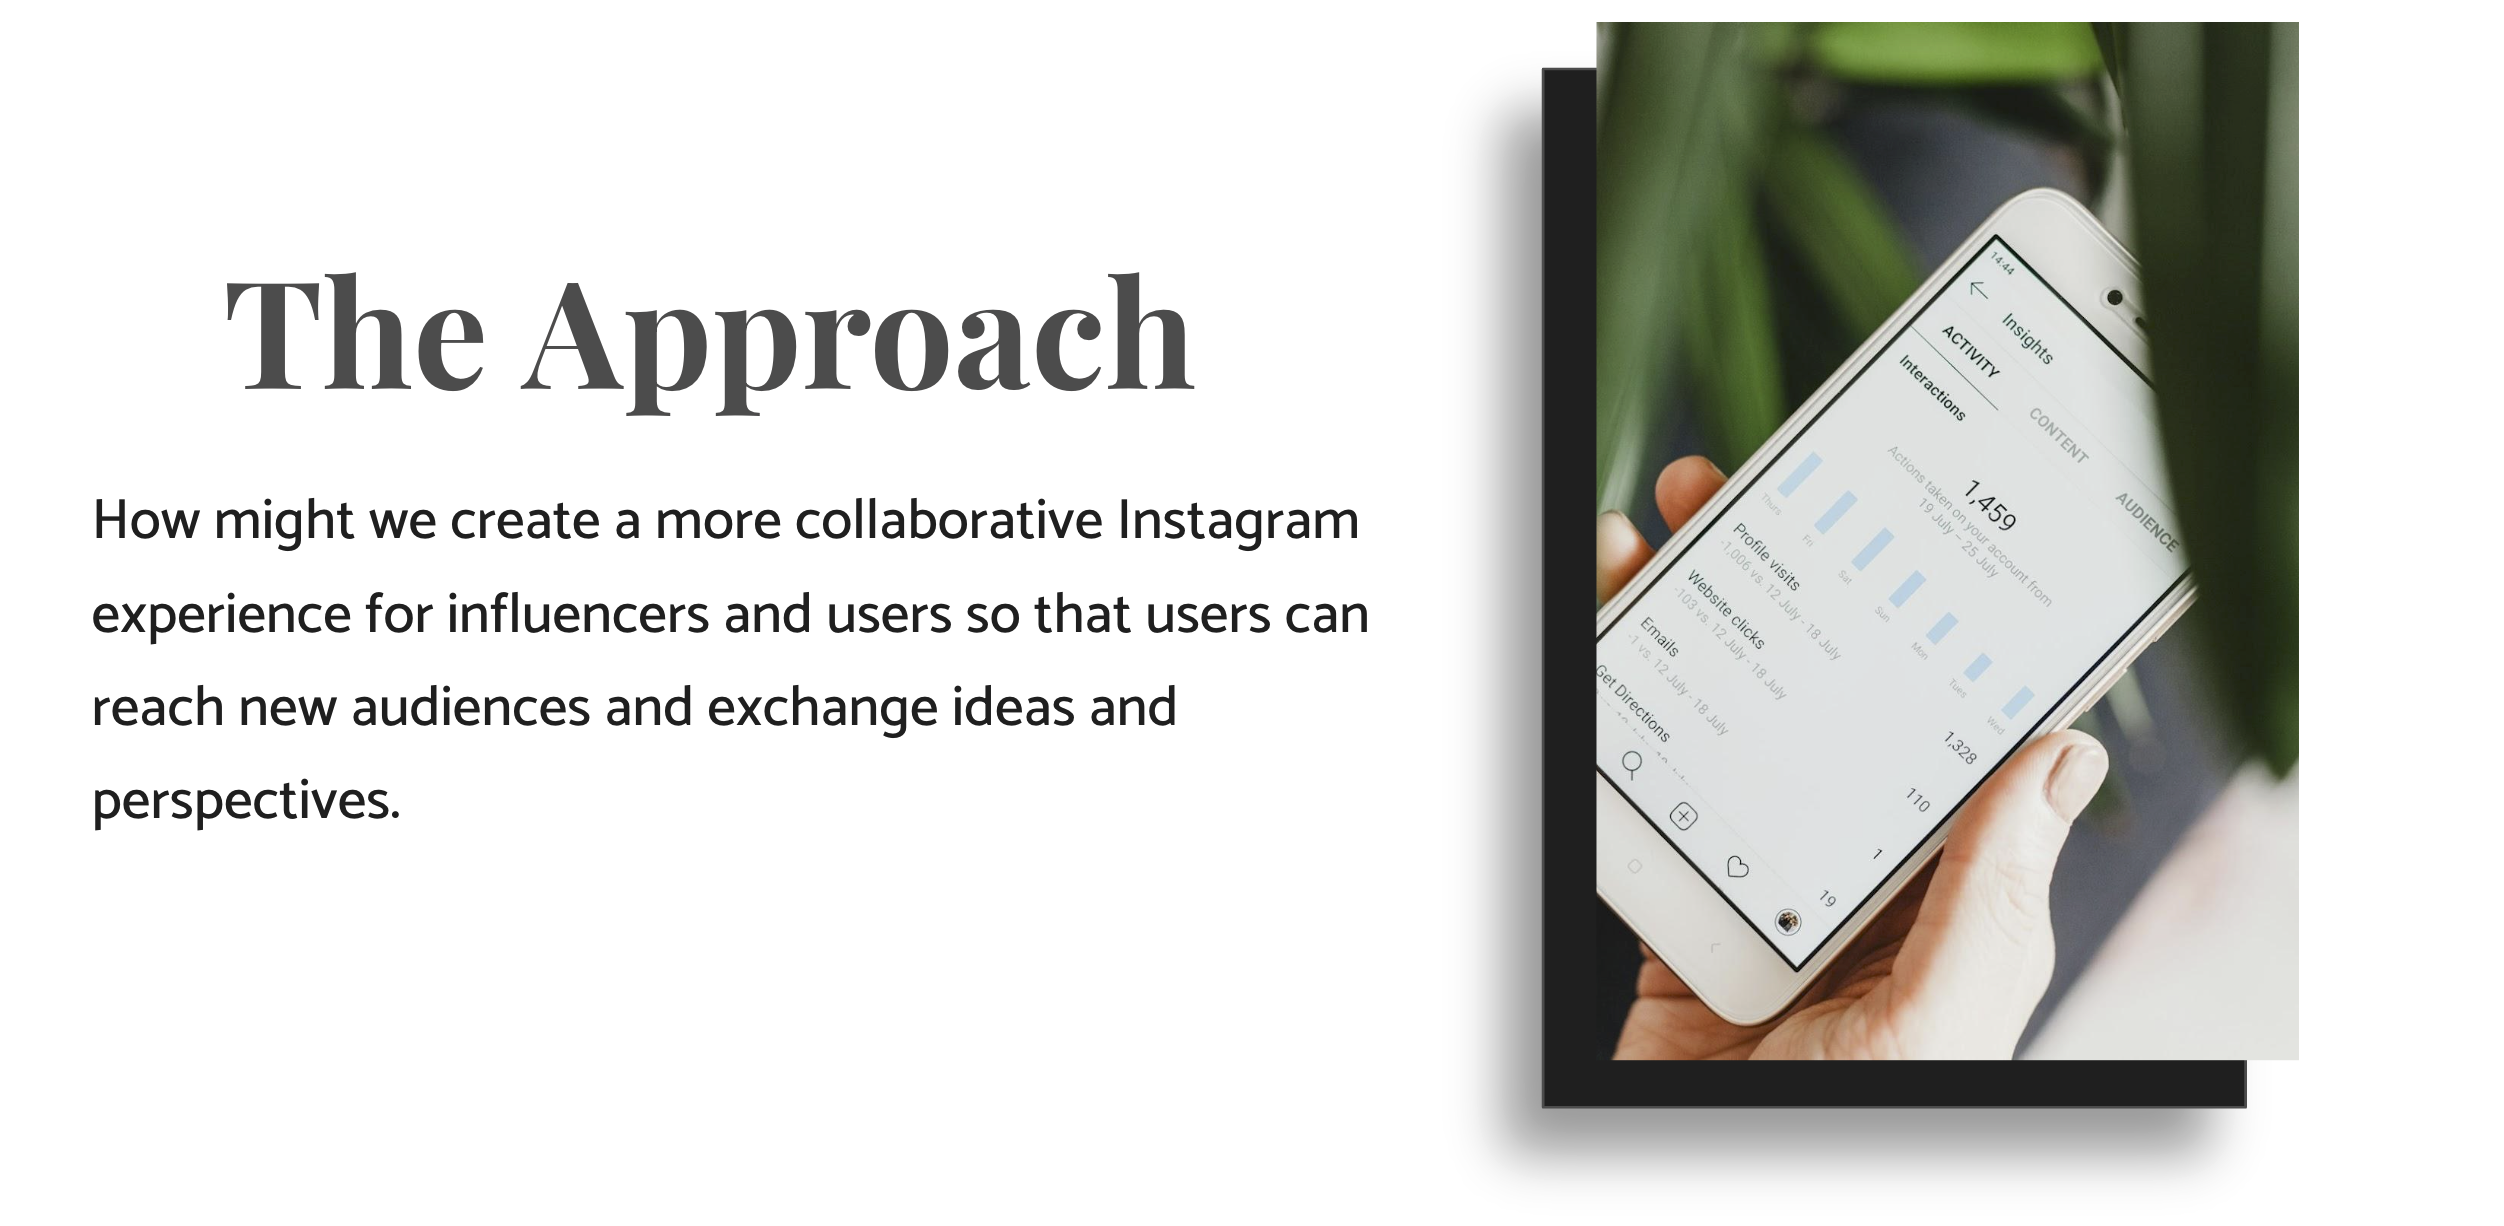 The Approach
How might we create a more collaborative Instagram
experience for influencers and users so that users can
reach new audiences and exchange ideas and
perspectives.
14:44
Insights
ACTIVITY
CONTENT
AUDIENCE
Interactions
1,459
Actions taken on your account from
19 July – 25 July
Thurs
Fri
Sat
Sun
Mon
Tues
Wed
Profile visits
1,328
-1,006 vs. 12 July - 18 July
Website clicks
110
-103 vs. 12 July - 18 July
Emails
1
-1 vs. 12 July - 18 July
Get Directions
19